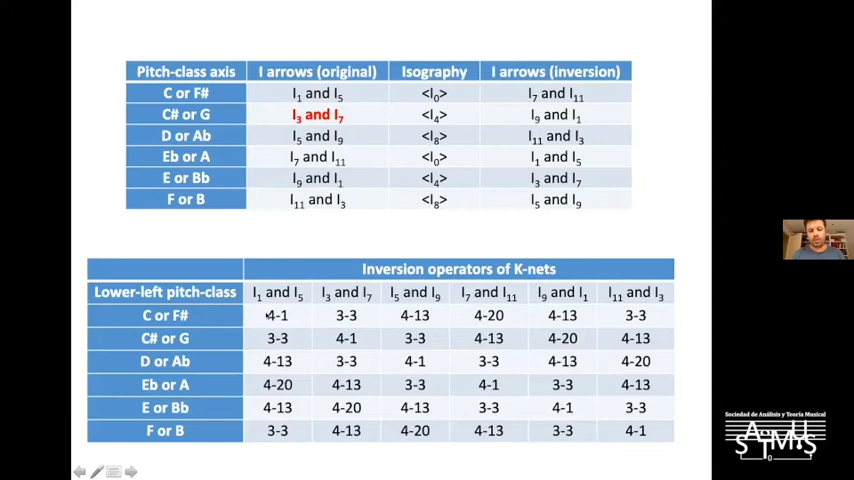 Pitch-class axis I arrows (original) Isography I arrows (inversion)
C or F# I1 and I5 <I0> I7 and I11
C# or G I3 and I7 <I4> I9 and I1
D or Ab I5 and I9 <I8> I11 and I3
Eb or A I7 and I11 <I0> I1 and I5
E or Bb I9 and I1 <I4> I3 and I7
F or B I11 and I3 <I8> I5 and I9
Inversion operators of K-nets
Lower-left pitch-class I1 and I5 I3 and I7 I5 and I9 I7 and I11 I9 and I1 I11 and I3
C or F# 4-1 3-3 4-13 4-20 4-13 3-3
C# or G 3-3 4-1 3-3 4-13 4-20 4-13
D or Ab 4-13 3-3 4-1 3-3 4-13 4-20
Eb or A 4-20 4-13 3-3 4-1 3-3 4-13
E or Bb 4-13 4-20 4-13 3-3 4-1 3-3
F or B 3-3 4-13 4-20 4-13 3-3 4-1
Sociedad de Análisis y Teoría Musical
SATMUS